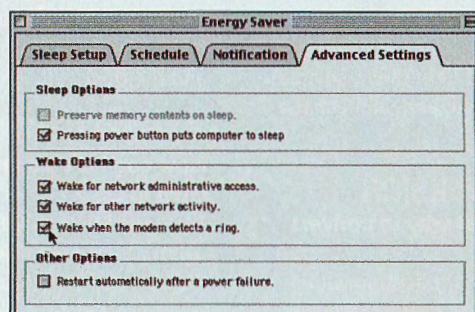 Energy Saver
Sleep Setup Schedule Notification Advanced Settings
Sleep Options
Preserve memory contents on sleep.
Pressing power button puts computer to sleep
Wake Options
Wake for network administrative access.
Wake for other network activity.
Wake when the modem detects a ring.
Other Options
Restart automatically after a power failure.